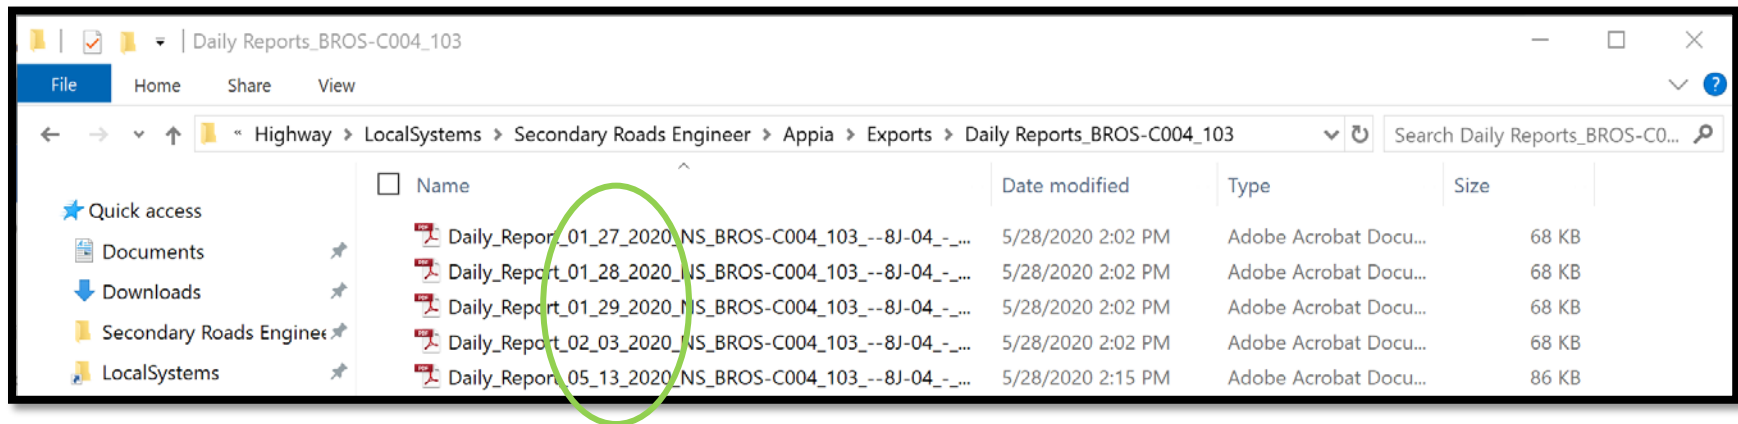 Daily Reports_BROS-C004_103
File Home Share View
« Highway > LocalSystems > Secondary Roads Engineer > Appia > Exports > Daily Reports_BROS-C004_103 Search Daily Reports_BROS-C0...
Name Date modified Type Size
Quick access
Documents
Downloads
Secondary Roads Enginee
LocalSystems
Daily_Report_01_27_2020_NS_BROS-C004_103_--8J-04_-_... 5/28/2020 2:02 PM Adobe Acrobat Docu... 68 KB
Daily_Report_01_28_2020_NS_BROS-C004_103_--8J-04_-_... 5/28/2020 2:02 PM Adobe Acrobat Docu... 68 KB
Daily_Report_01_29_2020_NS_BROS-C004_103_--8J-04_-_... 5/28/2020 2:02 PM Adobe Acrobat Docu... 68 KB
Daily_Report_02_03_2020_NS_BROS-C004_103_--8J-04_-_... 5/28/2020 2:02 PM Adobe Acrobat Docu... 68 KB
Daily_Report_05_13_2020_NS_BROS-C004_103_--8J-04_-_... 5/28/2020 2:15 PM Adobe Acrobat Docu... 86 KB